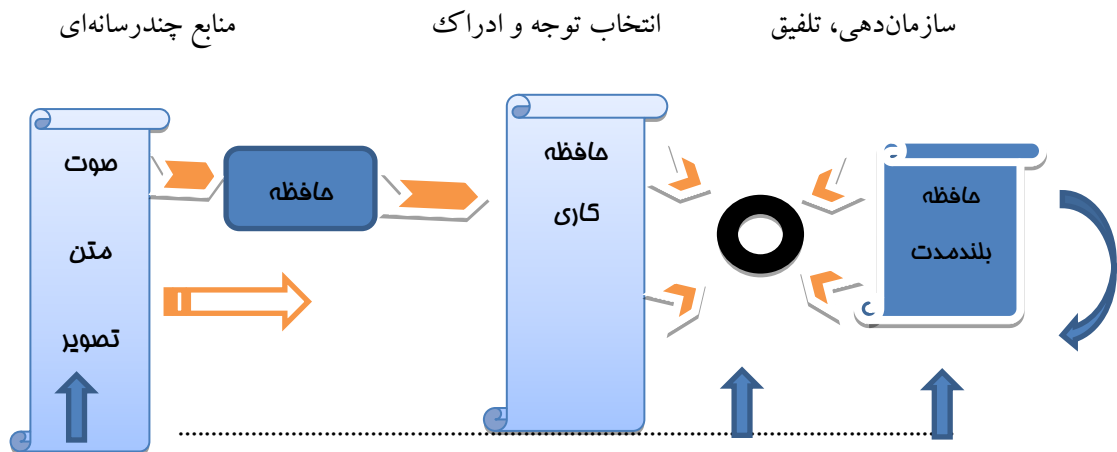 منابع چندرسانه‌ای
انتخاب توجه و ادراک
سازمان‌دهی، تلفیق
صوت
متن
تصویر
حافظه
حافظه
کاری
حافظه
بلندمدت